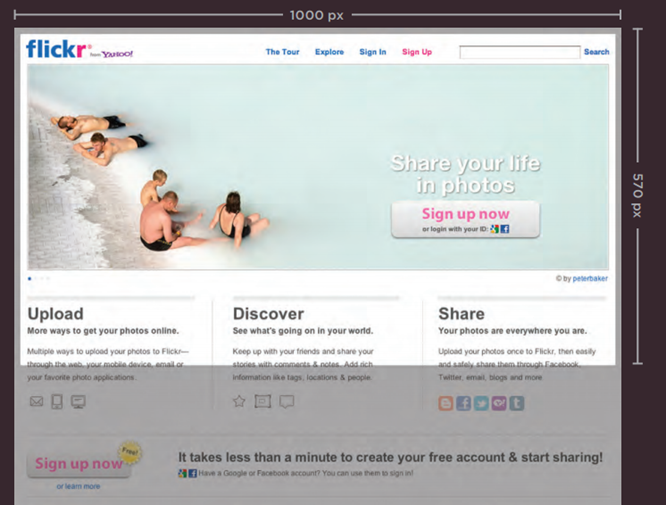 1000 px
flickr from YAHOO!
The Tour Explore Sign In Sign Up Search
570 px
Share your life
in photos
Sign up now
or login with your ID:
© by peterbaker
Upload
More ways to get your photos online.
Multiple ways to upload your photos to Flickr—
through the web, your mobile device, email or
your favorite photo applications.
Discover
See what's going on in your world.
Keep up with your friends and share your
stories with comments & notes. Add rich
information like tags, locations & people.
Share
Your photos are everywhere you are.
Upload your photos once to Flickr, then easily
and safely share them through Facebook,
Twitter, email, blogs and more
Sign up now
Free!
or learn more
It takes less than a minute to create your free account & start sharing!
Have a Google or Facebook account? You can use them to sign in!